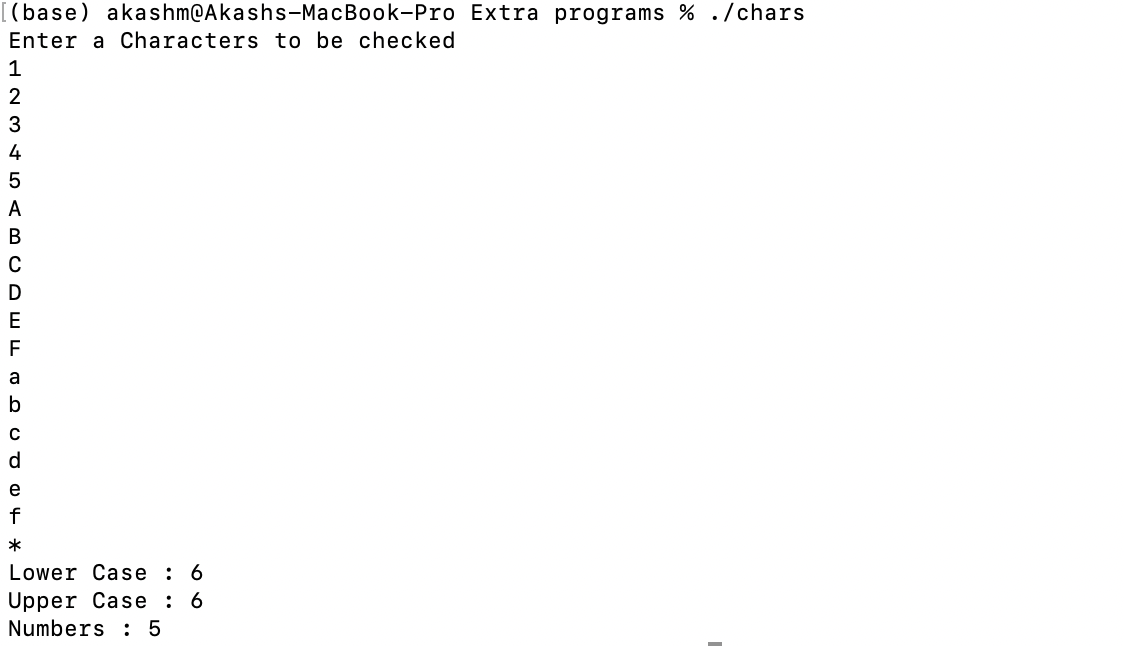 [(base) akashm@Akashs-MacBook-Pro Extra programs % ./chars
Enter a Characters to be checked
1
2
3
4
5
A
B
C
D
E
F
a
b
c
d
e
f
*
Lower Case : 6
Upper Case : 6
Numbers : 5